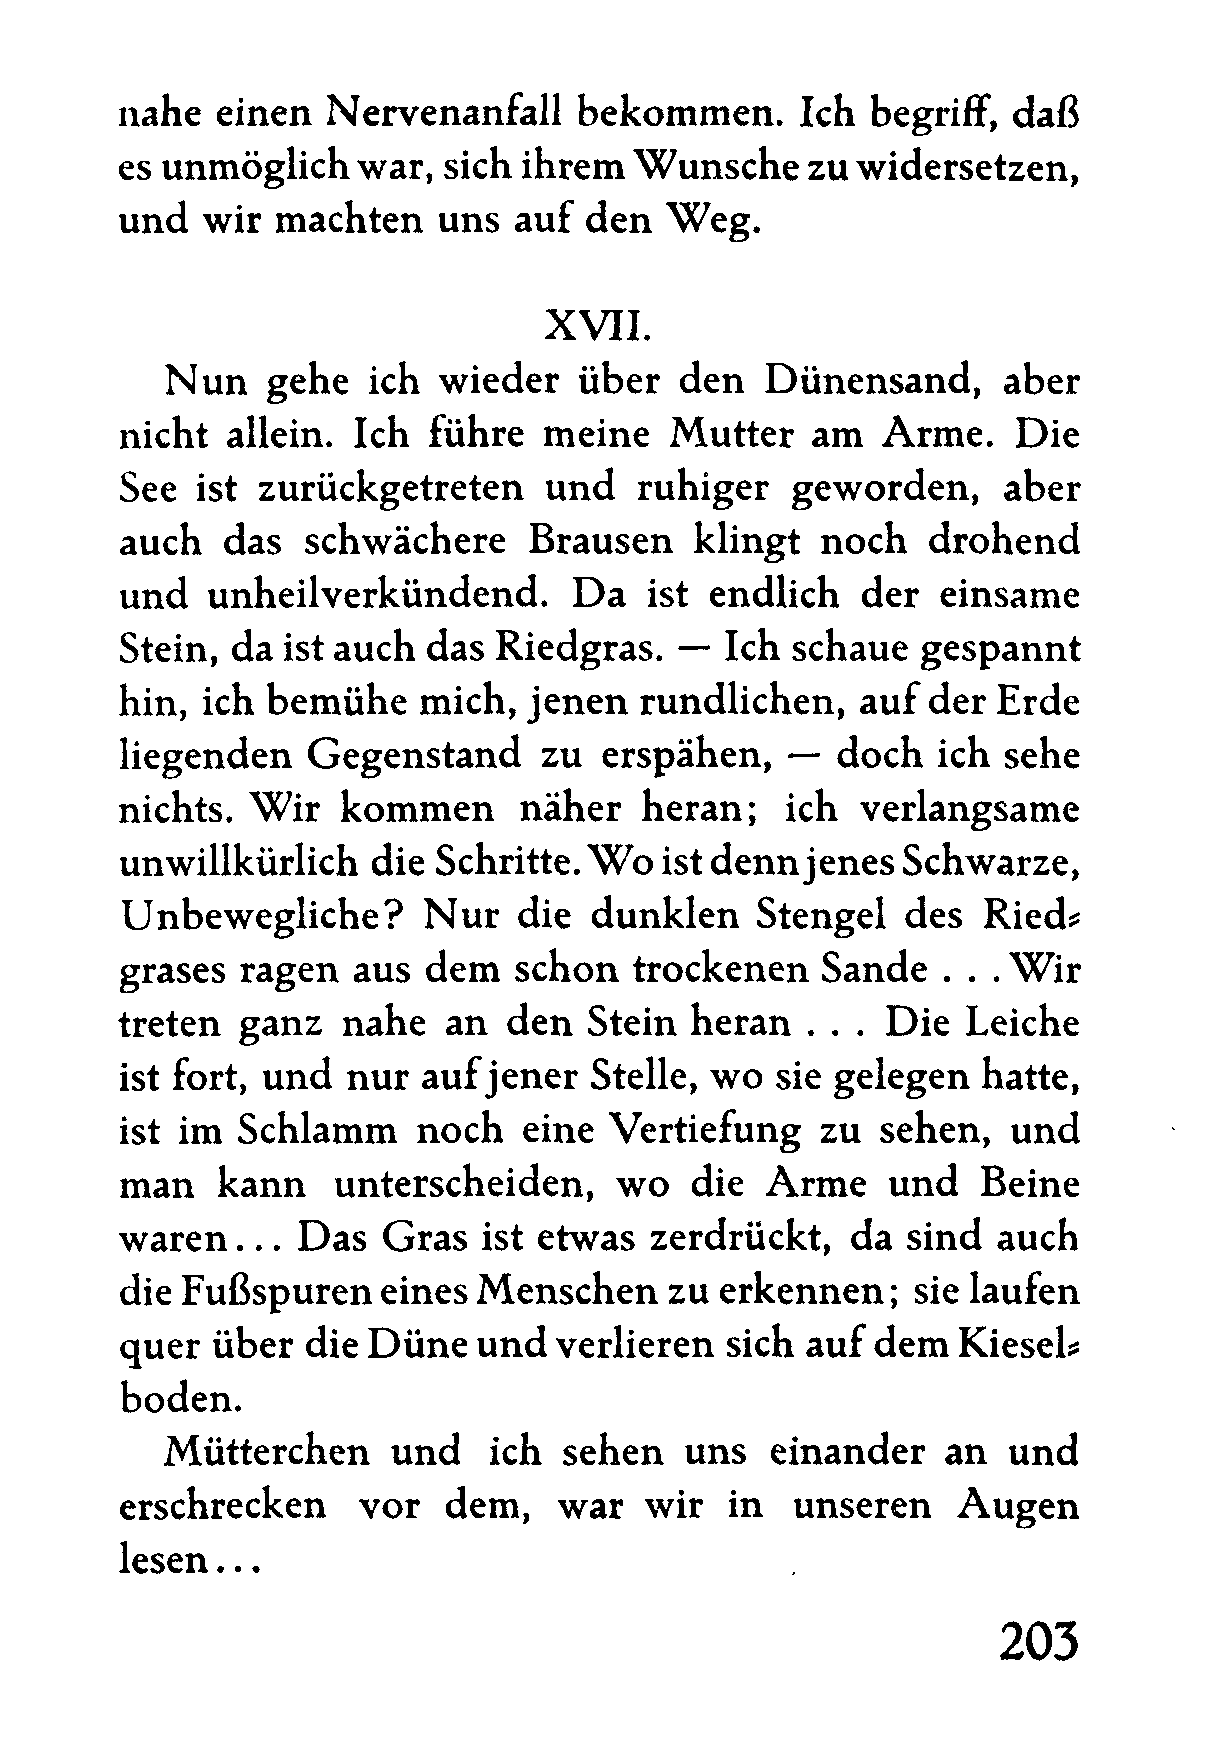 nahe einen Nervenanfall bekommen. Ich begriff, daß
es unmöglich war, sich ihrem Wunsche zu widersetzen,
und wir machten uns auf den Weg.
XVII.
Nun gehe ich wieder über den Dünensand, aber
nicht allein. Ich führe meine Mutter am Arme. Die
See ist zurückgetreten und ruhiger geworden, aber
auch das schwächere Brausen klingt noch drohend
und unheilverkündend. Da ist endlich der einsame
Stein, da ist auch das Riedgras. — Ich schaue gespannt
hin, ich bemühe mich, jenen rundlichen, auf der Erde
liegenden Gegenstand zu erspähen, — doch ich sehe
nichts. Wir kommen näher heran; ich verlangsame
unwillkürlich die Schritte. Wo ist denn jenes Schwarze,
Unbewegliche? Nur die dunklen Stengel des Ried⸗
grases ragen aus dem schon trockenen Sande . . . Wir
treten ganz nahe an den Stein heran . . . Die Leiche
ist fort, und nur auf jener Stelle, wo sie gelegen hatte,
ist im Schlamm noch eine Vertiefung zu sehen, und
man kann unterscheiden, wo die Arme und Beine
waren... Das Gras ist etwas zerdrückt, da sind auch
die Fußspuren eines Menschen zu erkennen; sie laufen
quer über die Düne und verlieren sich auf dem Kiesel⸗
boden.
Mütterchen und ich sehen uns einander an und
erschrecken vor dem, war wir in unseren Augen
lesen...
203